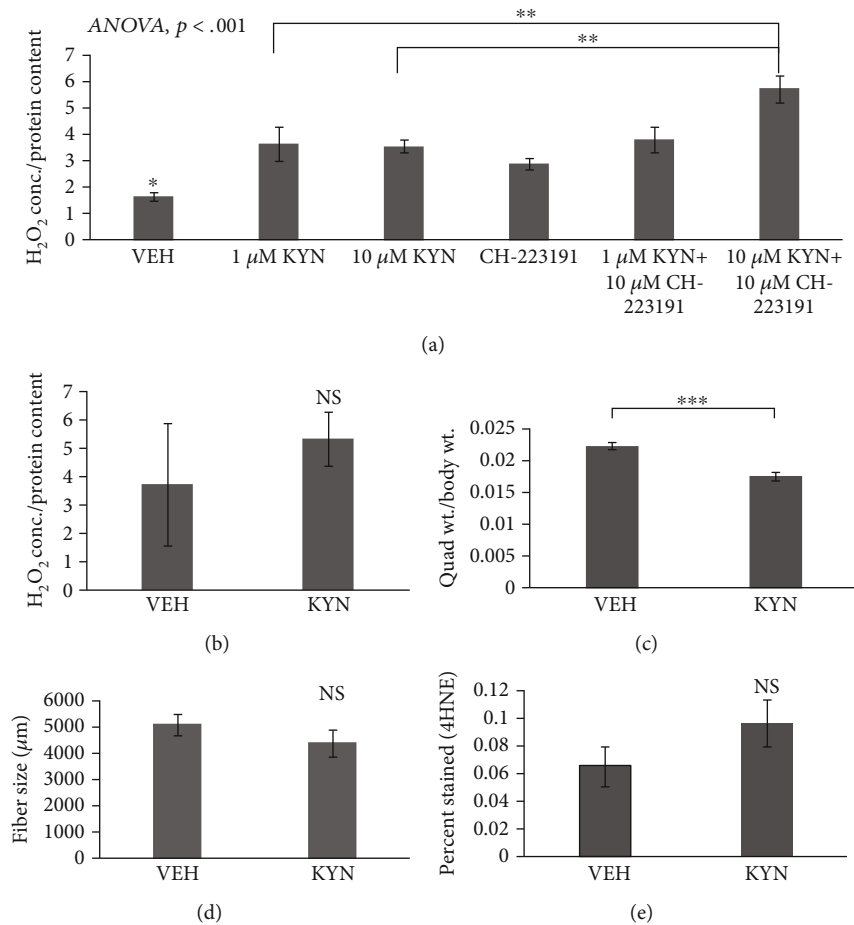 ANOVA, p < .001
**
**
H₂O₂ conc./protein content
7
6
5
4
3
2
1
0
*
VEH
1 μM KYN
10 μM KYN
CH-223191
1 μM KYN+
10 μM CH-
223191
10 μM KYN+
10 μM CH-
223191
(a)
H₂O₂ conc./protein content
7
6
5
4
3
2
1
0
NS
VEH
KYN
(b)
Quad wt./body wt.
0.025
0.02
0.015
0.01
0.005
0
***
VEH
KYN
(c)
Fiber size (μm)
6000
5000
4000
3000
2000
1000
0
NS
VEH
KYN
(d)
Percent stained (4HNE)
0.12
0.1
0.08
0.06
0.04
0.02
0
NS
VEH
KYN
(e)